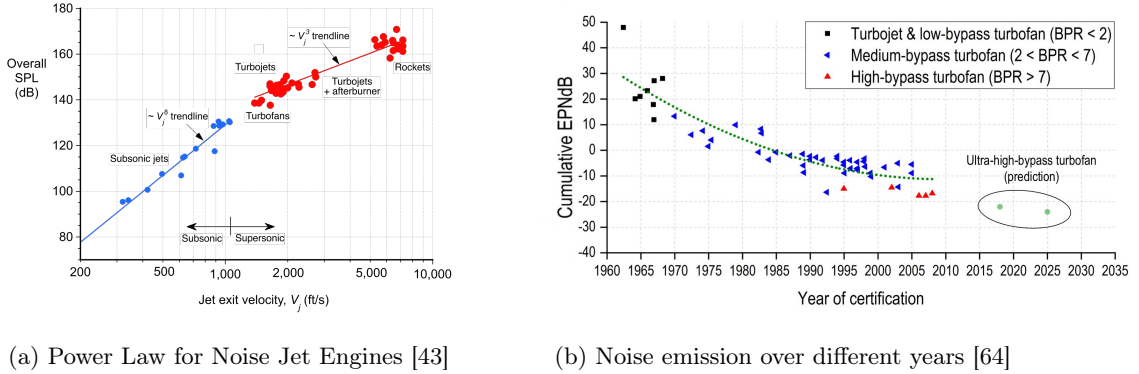 180
160
140
120
100
80
Overall
SPL
(dB)
~ V_j^3 trendline
Turbojets
Turbojets
+ afterburner
Rockets
~ V_j^8 trendline
Turbofans
Subsonic jets
Subsonic
Supersonic
200
500
1,000
2,000
5,000
10,000
Jet exit velocity, V_j (ft/s)
(a) Power Law for Noise Jet Engines [43]
50
40
30
20
10
0
-10
-20
-30
-40
Cumulative EPNdB
Turbojet & low-bypass turbofan (BPR < 2)
Medium-bypass turbofan (2 < BPR < 7)
High-bypass turbofan (BPR > 7)
Ultra-high-bypass turbofan
(prediction)
1960 1965 1970 1975 1980 1985 1990 1995 2000 2005 2010 2015 2020 2025 2030 2035
Year of certification
(b) Noise emission over different years [64]